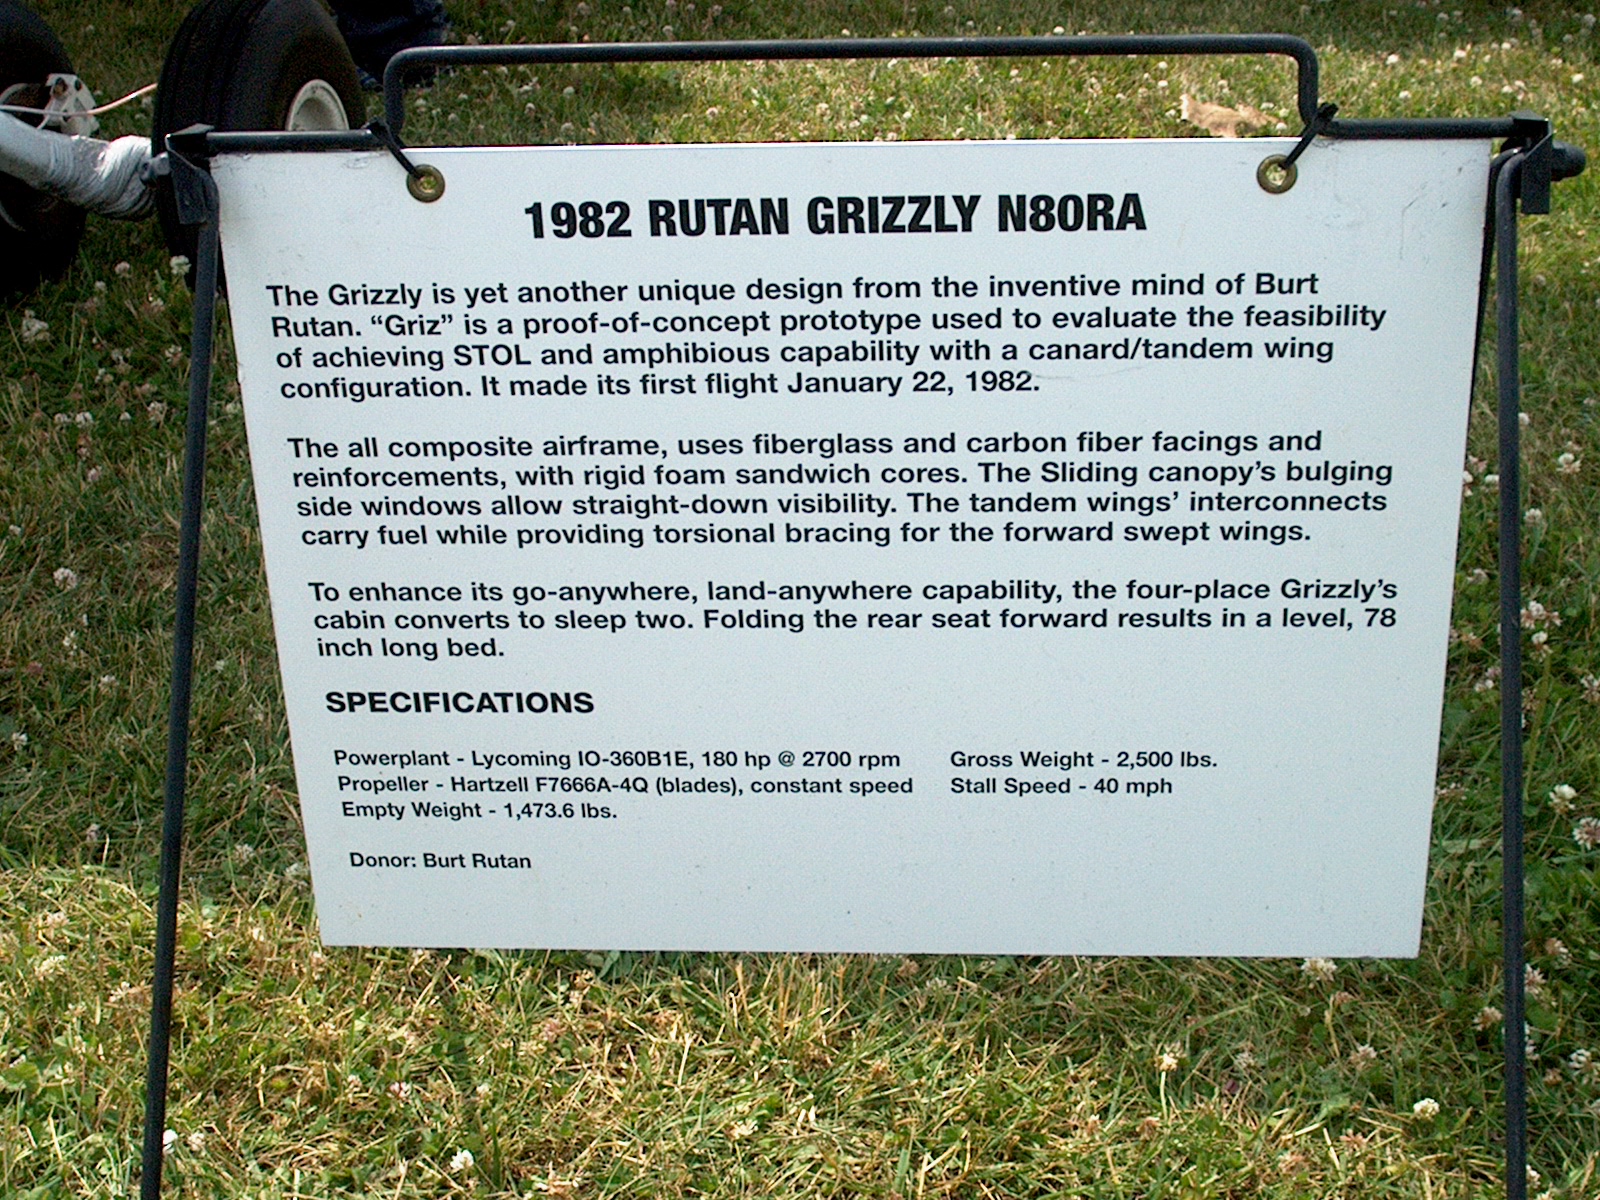 1982 RUTAN GRIZZLY N80RA
The Grizzly is yet another unique design from the inventive mind of Burt
Rutan. “Griz” is a proof-of-concept prototype used to evaluate the feasibility
of achieving STOL and amphibious capability with a canard/tandem wing
configuration. It made its first flight January 22, 1982.
The all composite airframe, uses fiberglass and carbon fiber facings and
reinforcements, with rigid foam sandwich cores. The Sliding canopy’s bulging
side windows allow straight-down visibility. The tandem wings’ interconnects
carry fuel while providing torsional bracing for the forward swept wings.
To enhance its go-anywhere, land-anywhere capability, the four-place Grizzly’s
cabin converts to sleep two. Folding the rear seat forward results in a level, 78
inch long bed.
SPECIFICATIONS
Powerplant - Lycoming IO-360B1E, 180 hp @ 2700 rpm
Propeller - Hartzell F7666A-4Q (blades), constant speed
Empty Weight - 1,473.6 lbs.
Gross Weight - 2,500 lbs.
Stall Speed - 40 mph
Donor: Burt Rutan